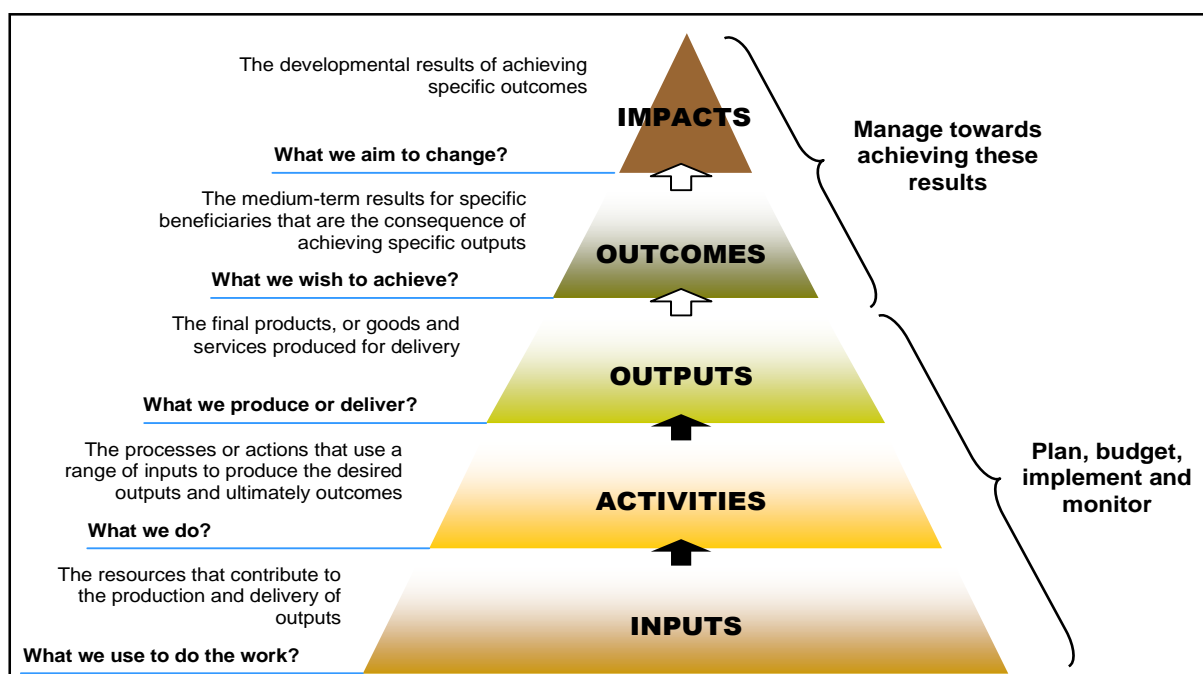 The developmental results of achieving
specific outcomes
IMPACTS
What we aim to change?
Manage towards
achieving these
results
The medium-term results for specific
beneficiaries that are the consequence of
achieving specific outputs
OUTCOMES
What we wish to achieve?
The final products, or goods and
services produced for delivery
OUTPUTS
What we produce or deliver?
The processes or actions that use a
range of inputs to produce the desired
outputs and ultimately outcomes
ACTIVITIES
What we do?
Plan, budget,
implement and
monitor
The resources that contribute to
the production and delivery of
outputs
INPUTS
What we use to do the work?